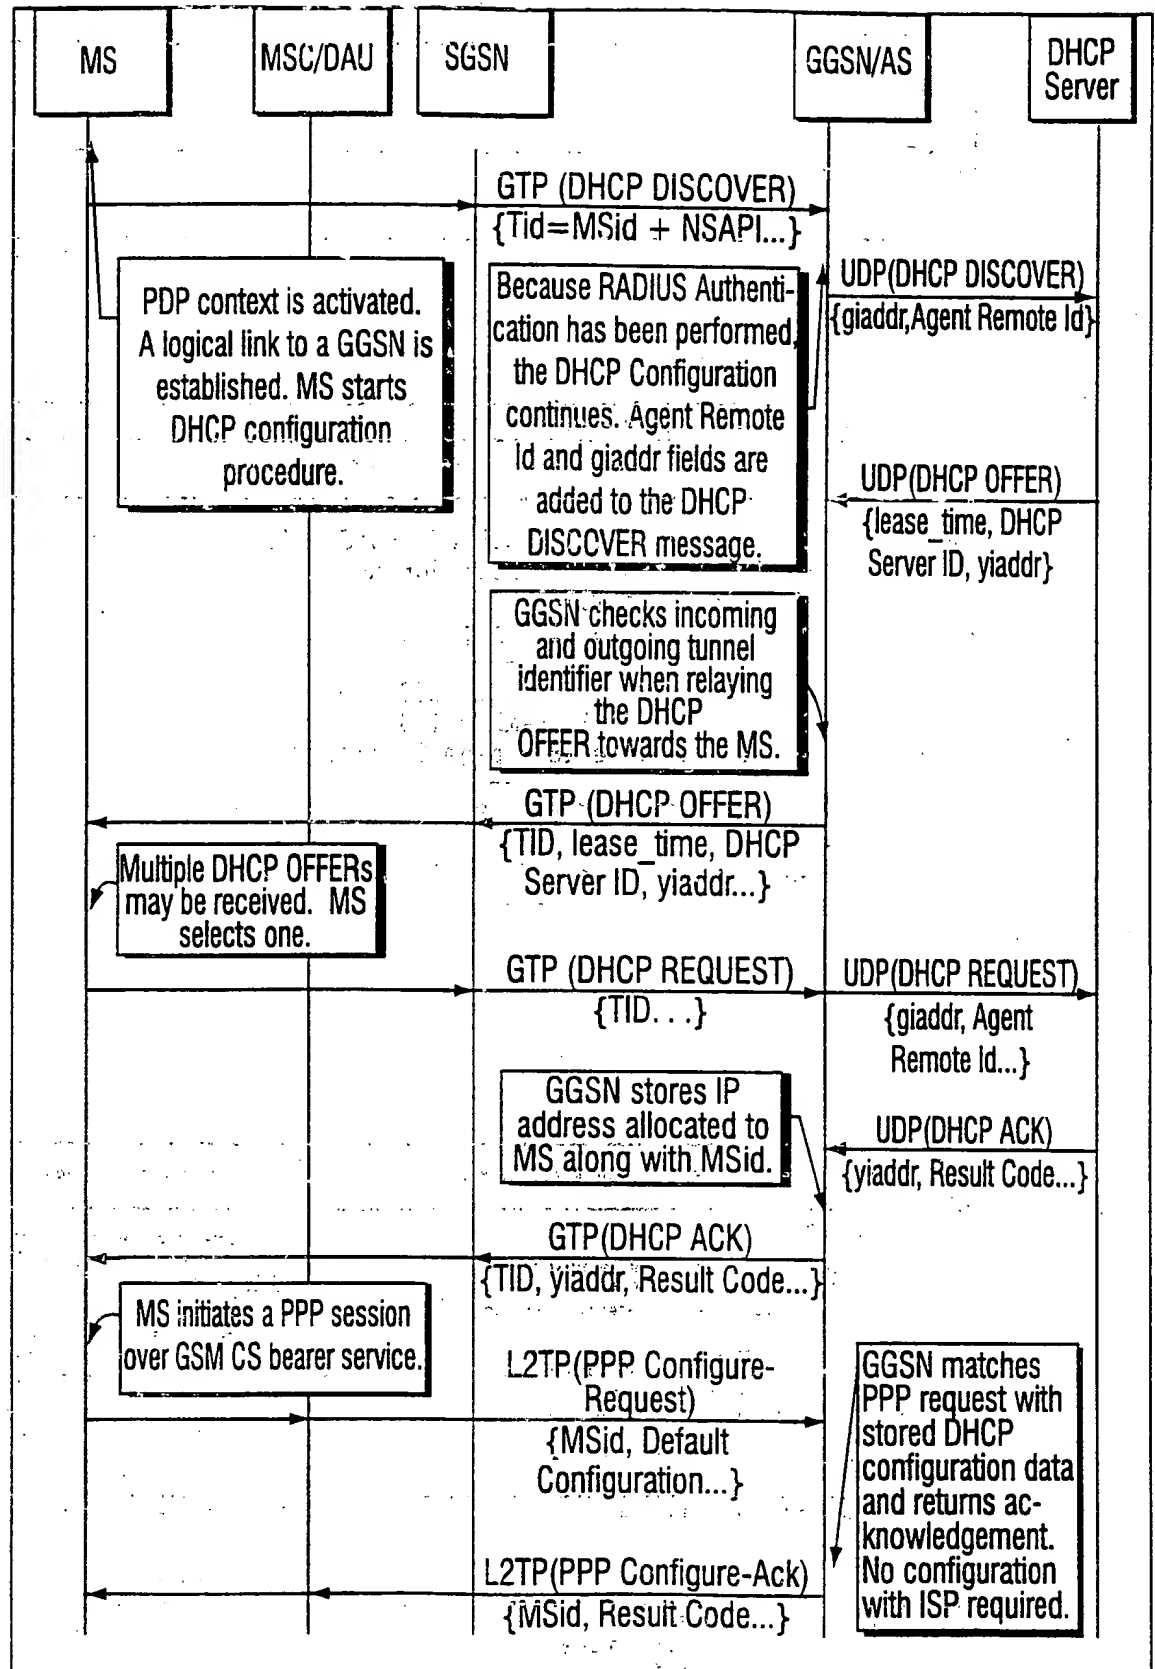 MS
MSC/DAU
SGSN
GGSN/AS
DHCP
Server
GTP (DHCP DISCOVER)
{Tid=MSid + NSAPI...}
PDP context is activated.
A logical link to a GGSN is
established. MS starts
DHCP configuration
procedure.
Because RADIUS Authenti-
cation has been performed,
the DHCP Configuration
continues. Agent Remote
Id and giaddr fields are
added to the DHCP
DISCOVER message.
UDP(DHCP DISCOVER)
{giaddr,Agent Remote Id}
UDP(DHCP OFFER)
{lease_time, DHCP
Server ID, yiaddr}
GGSN checks incoming
and outgoing tunnel
identifier when relaying
the DHCP
OFFER towards the MS.
GTP (DHCP OFFER)
{TID, lease_time, DHCP
Server ID, yiaddr...}
Multiple DHCP OFFERs
may be received. MS
selects one.
GTP (DHCP REQUEST)
{TID...}
UDP(DHCP REQUEST)
{giaddr, Agent
Remote Id...}
GGSN stores IP
address allocated to
MS along with MSid.
UDP(DHCP ACK)
{yiaddr, Result Code...}
GTP(DHCP ACK)
{TID, yiaddr, Result Code...}
MS initiates a PPP session
over GSM CS bearer service.
L2TP(PPP Configure-
Request)
{MSid, Default
Configuration...}
GGSN matches
PPP request with
stored DHCP
configuration data
and returns ac-
knowledgement.
No configuration
with ISP required.
L2TP(PPP Configure-Ack)
{MSid, Result Code...}